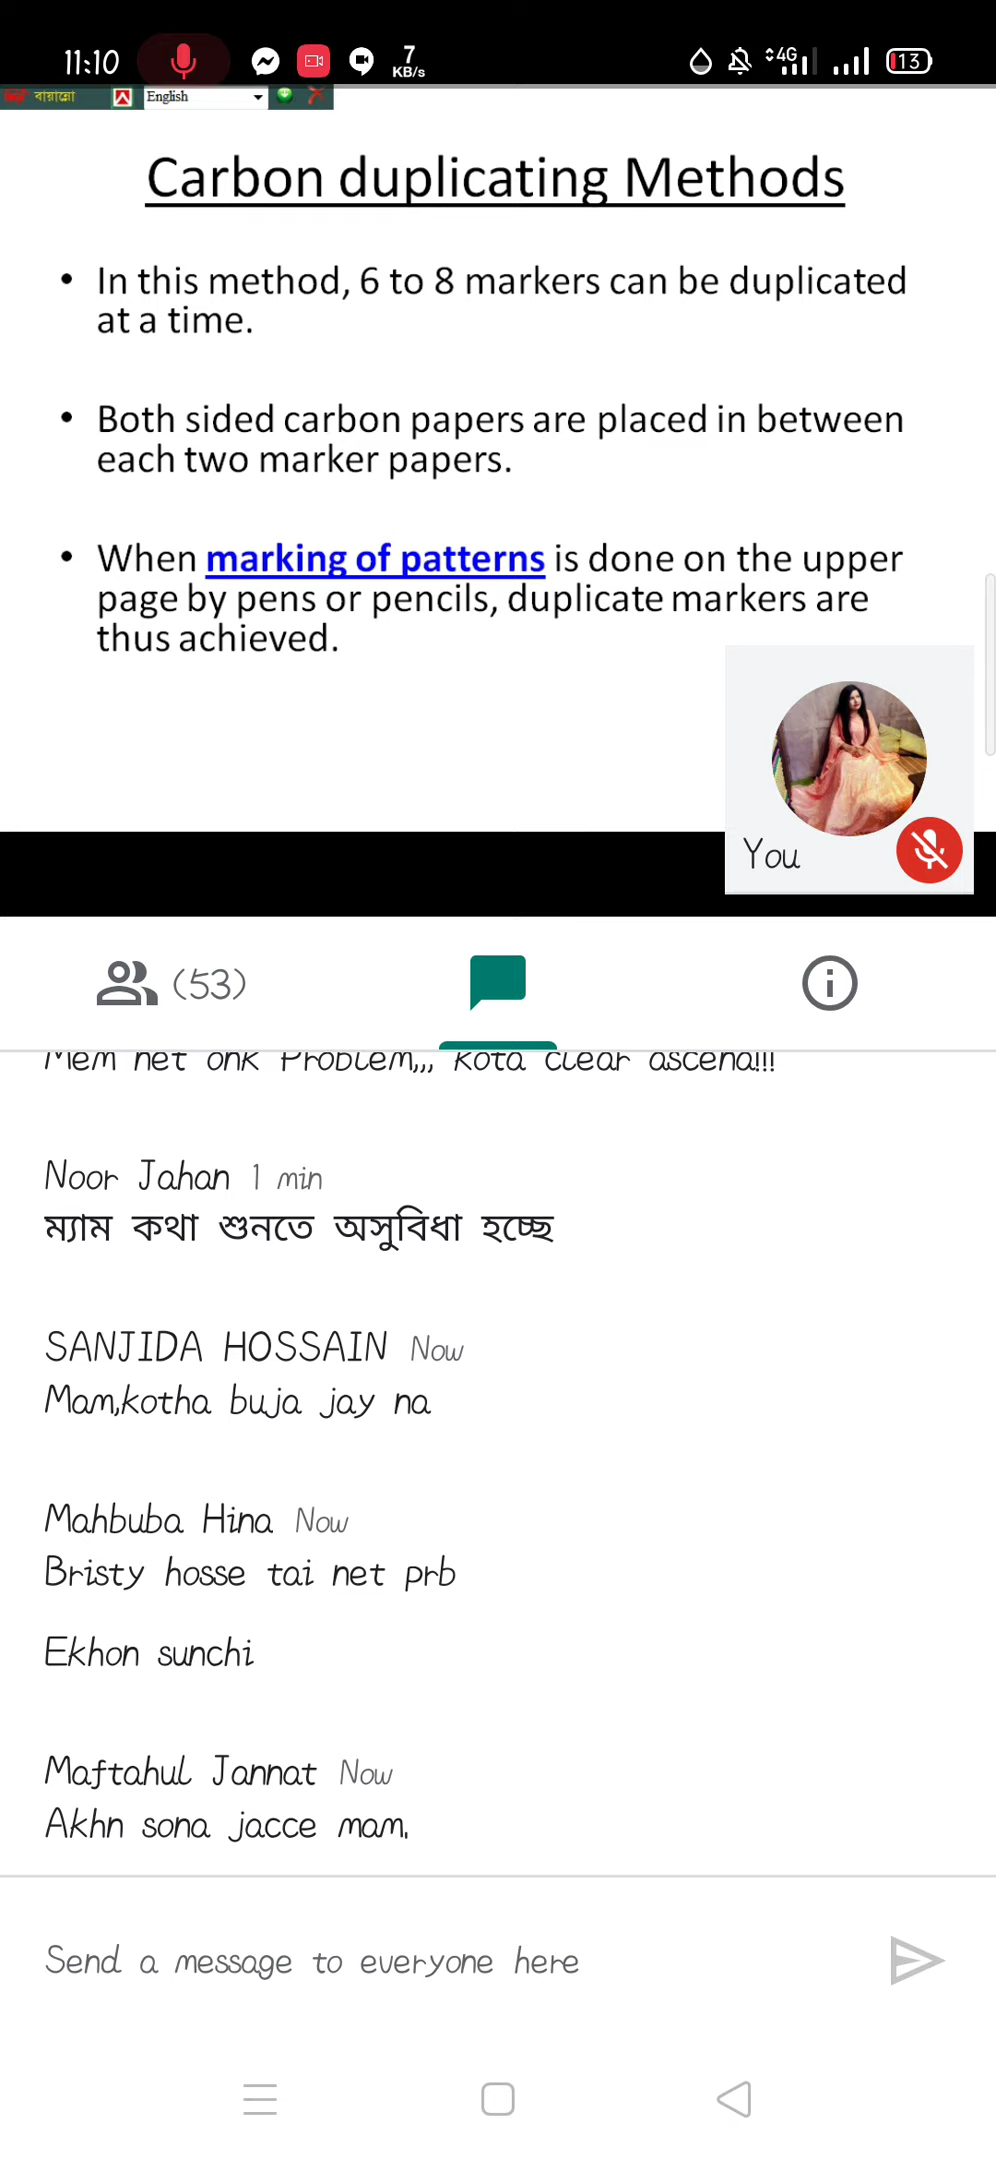 11:10
7
KB/s
4G
13
বায়ান্নো
English
Carbon duplicating Methods
• In this method, 6 to 8 markers can be duplicated
at a time.
• Both sided carbon papers are placed in between
each two marker papers.
• When marking of patterns is done on the upper
page by pens or pencils, duplicate markers are
thus achieved.
You
(53)
Mem net onk Problem,,, kota clear ascena!!!
Noor Jahan 1 min
ম্যাম কথা শুনতে অসুবিধা হচ্ছে
SANJIDA HOSSAIN Now
Mam,kotha buja jay na
Mahbuba Hina Now
Bristy hosse tai net prb
Ekhon sunchi
Maftahul Jannat Now
Akhn sona jacce mam.
Send a message to everyone here